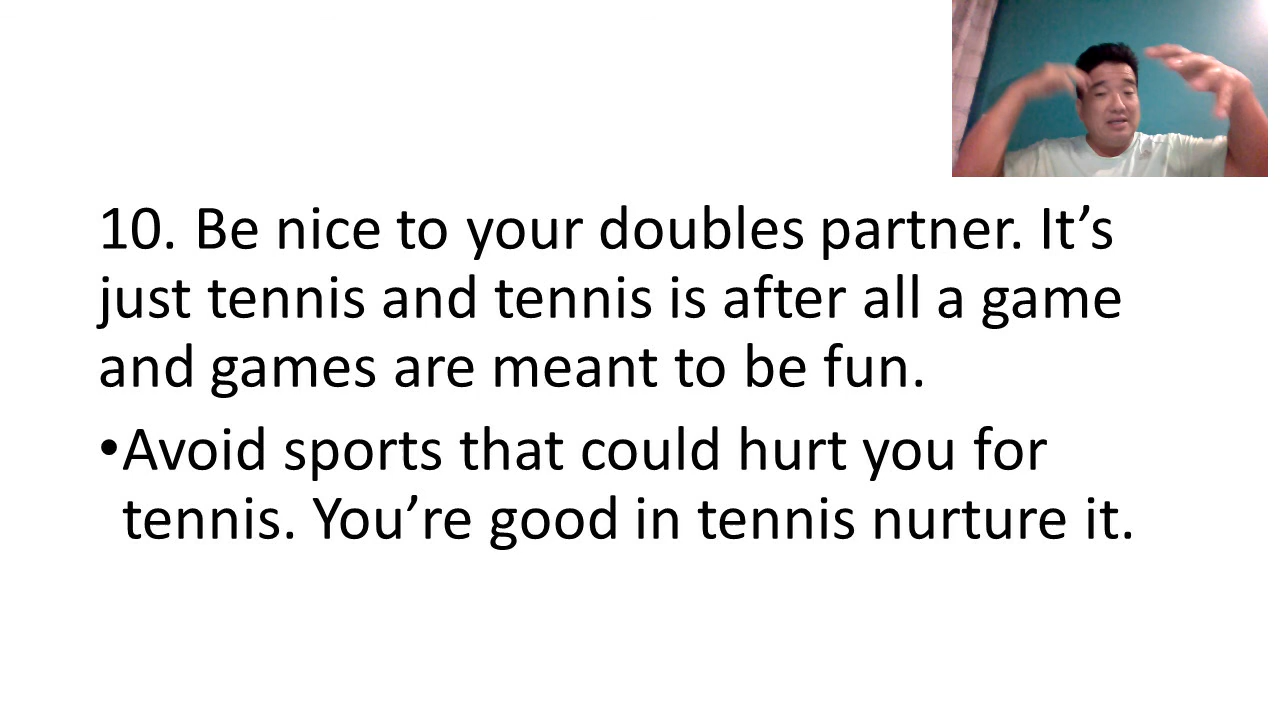 10. Be nice to your doubles partner. It’s
just tennis and tennis is after all a game
and games are meant to be fun.
•Avoid sports that could hurt you for
tennis. You’re good in tennis nurture it.